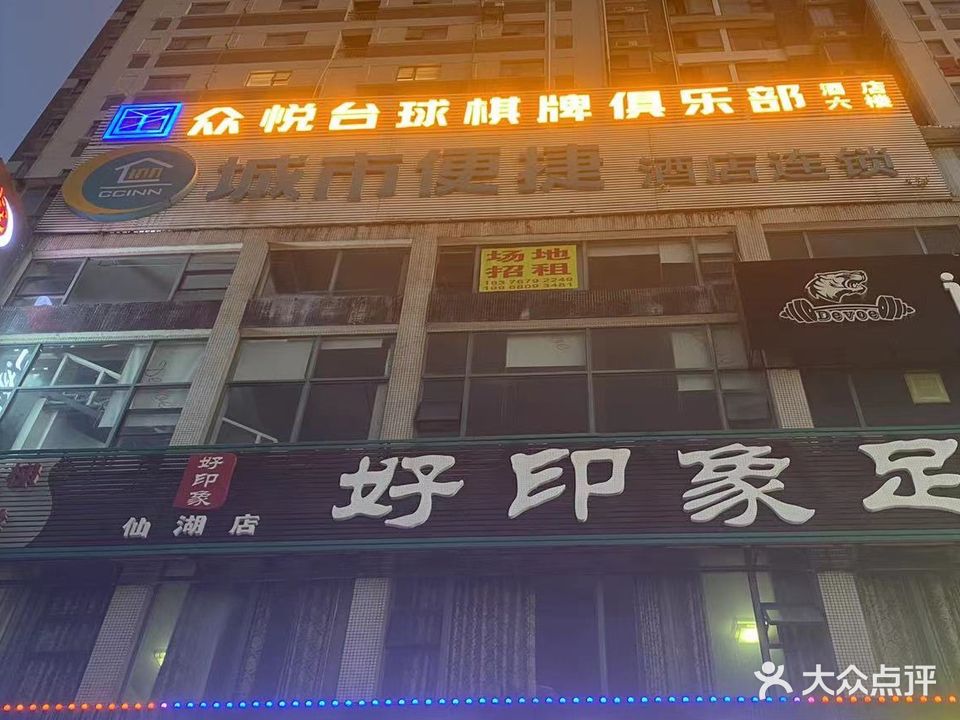 众悦台球棋牌俱乐部 酒店
大楼
CCINN
城市便捷 酒店连锁
场地
招租
Devoe
好印象
仙湖店
好印象足
大众点评